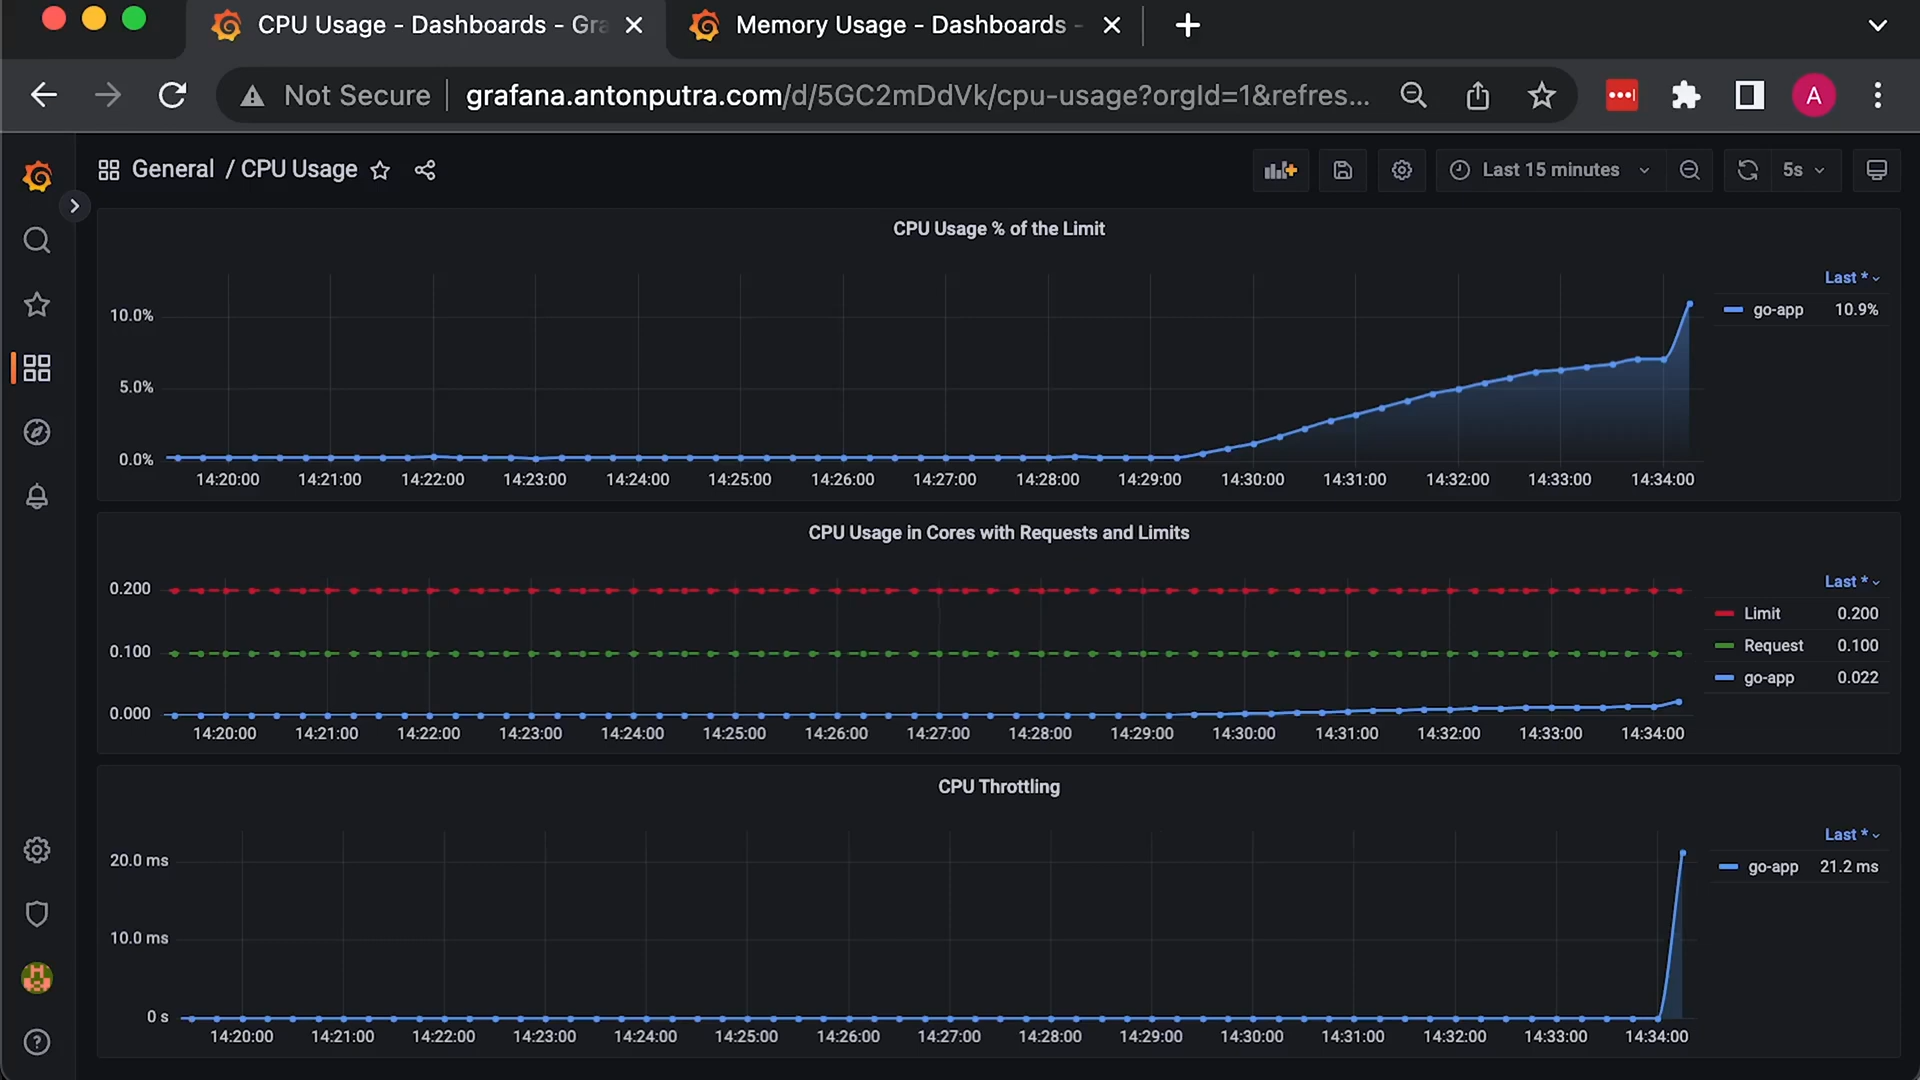 CPU Usage - Dashboards - Gra
Memory Usage - Dashboards -
Not Secure
grafana.antonputra.com/d/5GC2mDdVk/cpu-usage?orgId=1&refres...
A
General / CPU Usage
Last 15 minutes
5s
CPU Usage % of the Limit
Last *
go-app 10.9%
10.0%
5.0%
0.0%
14:20:00 14:21:00 14:22:00 14:23:00 14:24:00 14:25:00 14:26:00 14:27:00 14:28:00 14:29:00 14:30:00 14:31:00 14:32:00 14:33:00 14:34:00
CPU Usage in Cores with Requests and Limits
Last *
Limit 0.200
Request 0.100
go-app 0.022
0.200
0.100
0.000
14:20:00 14:21:00 14:22:00 14:23:00 14:24:00 14:25:00 14:26:00 14:27:00 14:28:00 14:29:00 14:30:00 14:31:00 14:32:00 14:33:00 14:34:00
CPU Throttling
Last *
go-app 21.2 ms
20.0 ms
10.0 ms
0 s
14:20:00 14:21:00 14:22:00 14:23:00 14:24:00 14:25:00 14:26:00 14:27:00 14:28:00 14:29:00 14:30:00 14:31:00 14:32:00 14:33:00 14:34:00